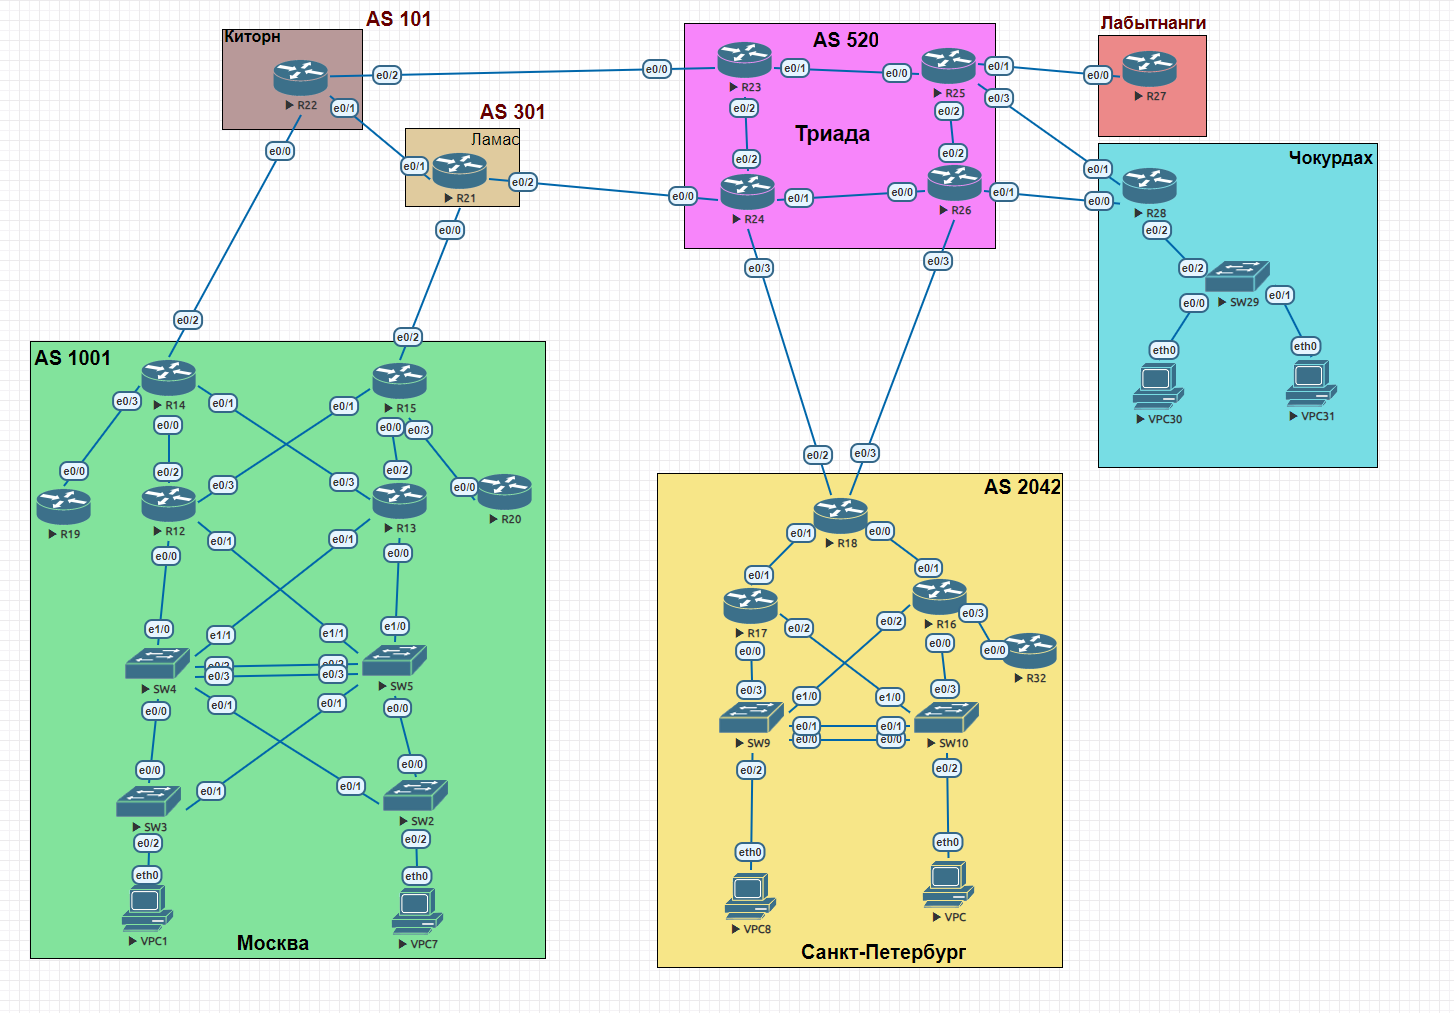 AS 101
Киторн
R22
e0/2
e0/1
e0/0
AS 301
Ламас
R21
e0/1
e0/2
e0/0
AS 520
Триада
R23
e0/0
e0/1
e0/2
R25
e0/0
e0/1
e0/3
e0/2
R24
e0/2
e0/0
e0/1
e0/3
R26
e0/2
e0/0
e0/1
e0/3
Лабытнанги
e0/0
R27
Чокурдах
e0/1
e0/0
R28
e0/2
e0/2
SW29
e0/0
e0/1
eth0
eth0
VPC30
VPC31
AS 1001
e0/2
R14
e0/3
e0/1
e0/0
e0/2
R15
e0/1
e0/0
e0/3
e0/0
R19
e0/2
e0/3
R12
e0/1
e0/0
e0/3
e0/2
R13
e0/1
e0/0
e0/0
R20
e1/0
e1/1
e0/2
e0/3
SW4
e0/0
e0/1
e1/1
e1/0
e0/2
e0/3
SW5
e0/1
e0/0
e0/0
e0/1
SW3
e0/2
e0/1
e0/0
SW2
e0/2
eth0
VPC1
eth0
VPC7
Москва
AS 2042
e0/2
e0/3
R18
e0/1
e0/0
e0/1
R17
e0/2
e0/0
e0/1
R16
e0/2
e0/3
e0/0
e0/0
R32
e0/3
e1/0
e0/1
e0/0
SW9
e0/2
e1/0
e0/3
e0/1
e0/0
SW10
e0/2
eth0
VPC8
eth0
VPC
Санкт-Петербург